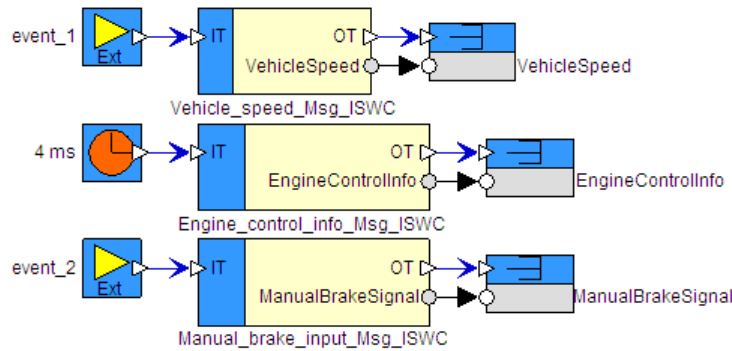 event_1
Ext
IT
OT
VehicleSpeed
VehicleSpeed
Vehicle_speed_Msg_ISWC
4 ms
IT
OT
EngineControlInfo
EngineControlInfo
Engine_control_info_Msg_ISWC
event_2
Ext
IT
OT
ManualBrakeSignal
ManualBrakeSignal
Manual_brake_input_Msg_ISWC